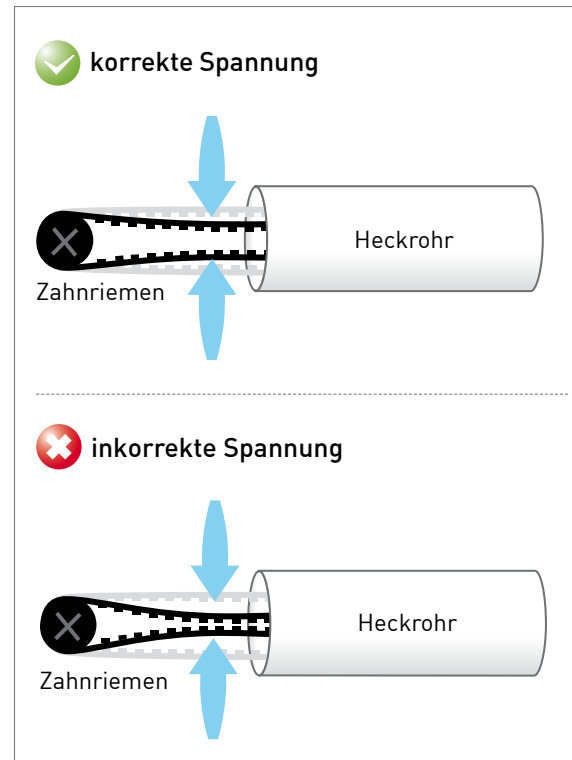 korrekte Spannung
Heckrohr
Zahnriemen
inkorrekte Spannung
Heckrohr
Zahnriemen